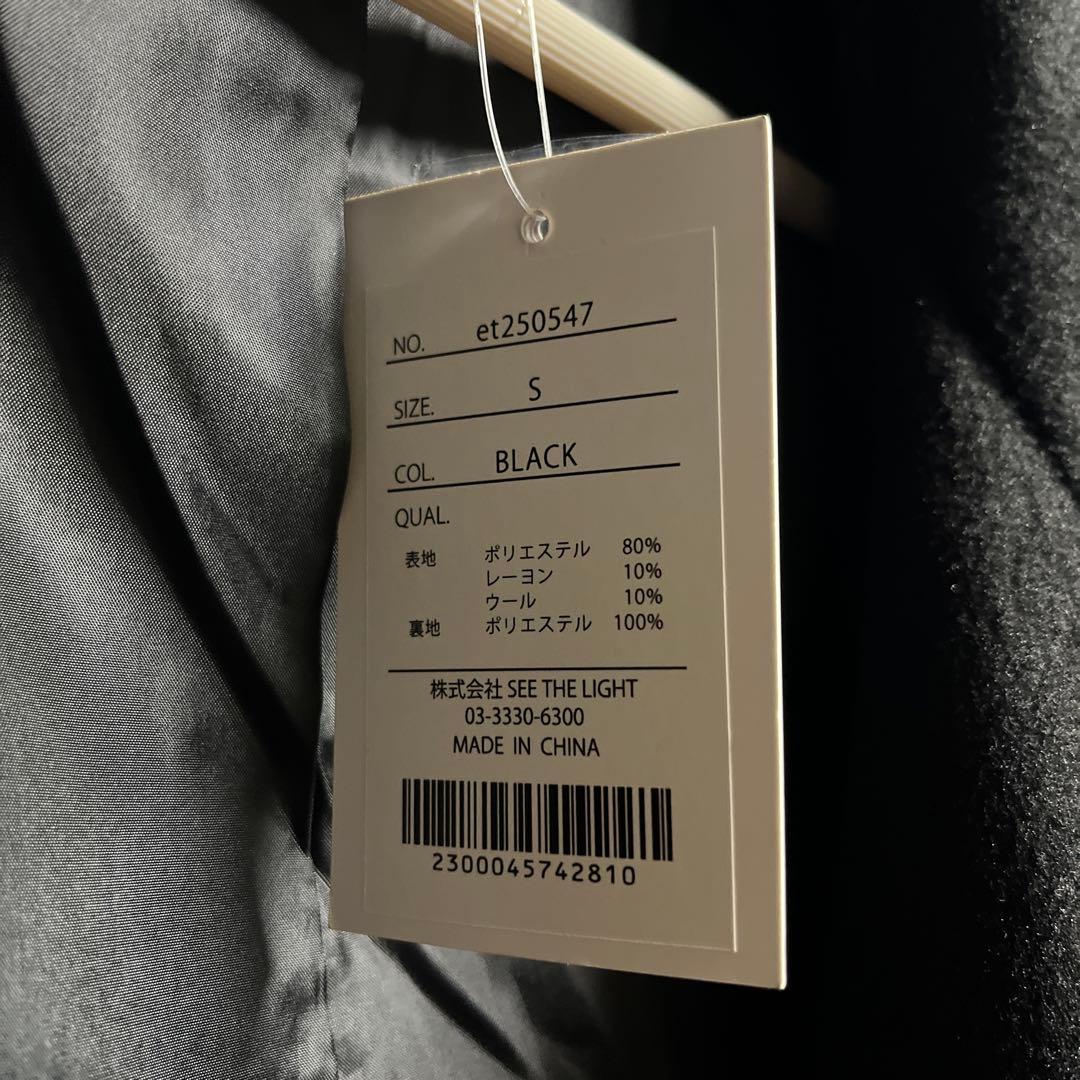 NO. et250547
SIZE. S
COL. BLACK
QUAL.
表地 ポリエステル 80%
レーヨン 10%
ウール 10%
裏地 ポリエステル 100%
株式会社 SEE THE LIGHT
03-3330-6300
MADE IN CHINA
2300045742810